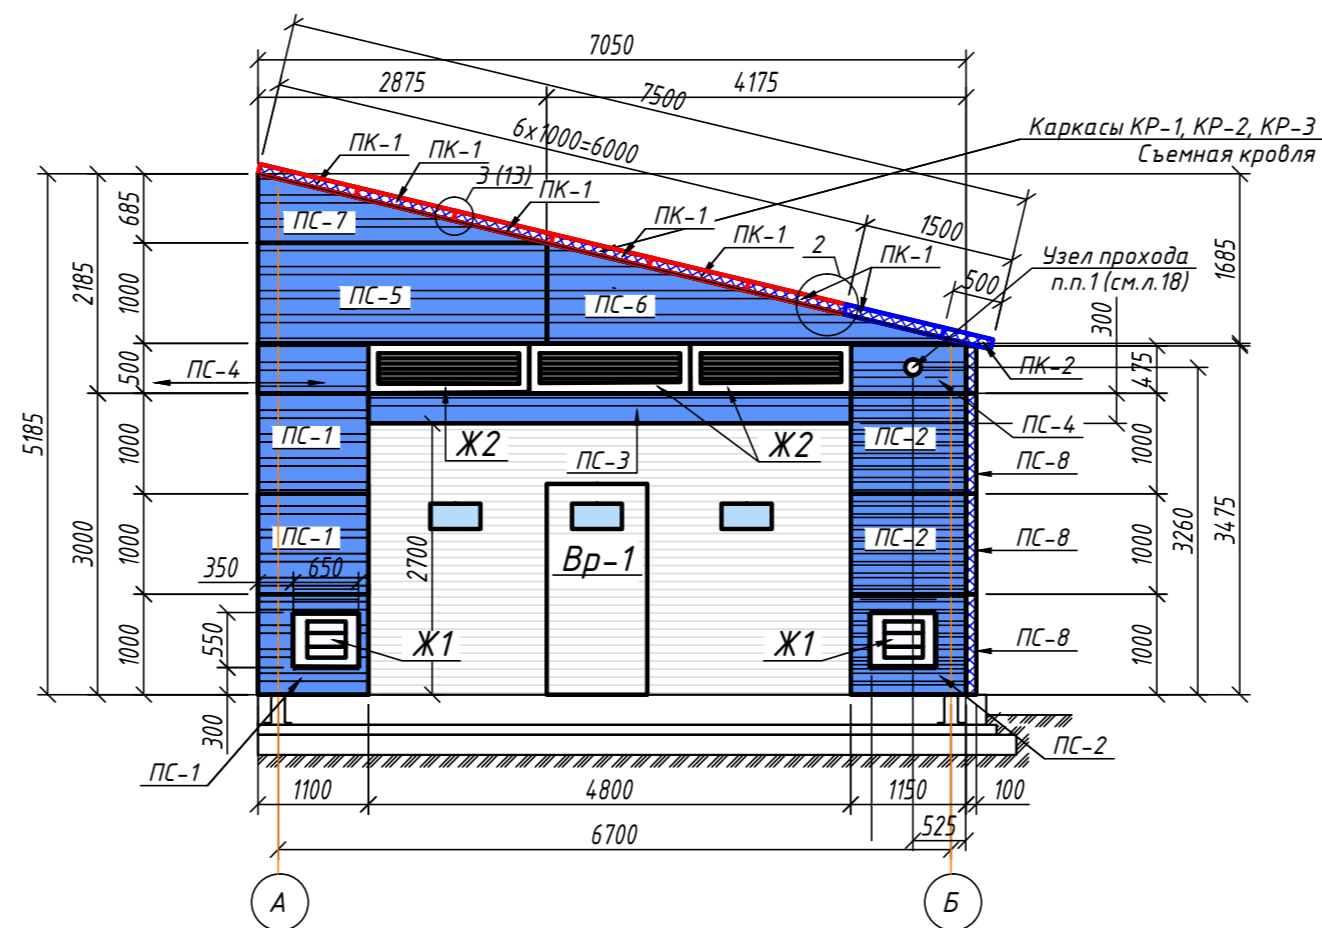 7050
2875
4175
7500
6х1000=6000
Каркасы КР-1, КР-2, КР-3
Съемная кровля
ПК-1
ПК-1
3 (13)
ПК-1
ПК-1
ПК-1
2
ПК-1
1500
500
Узел прохода
п.п.1 (см.л.18)
685
1000
2185
500
5185
1000
3000
1000
1000
300
ПС-7
ПС-5
ПС-6
ПС-4
ПС-1
Ж2
ПС-3
Ж2
ПС-2
ПК-2
ПС-4
ПС-8
300
475
1685
1000
3260
3475
ПС-1
Вр-1
2700
ПС-2
ПС-8
1000
350
650
550
Ж1
Ж1
ПС-8
1000
ПС-1
ПС-2
1100
4800
1150
100
6700
525
А
Б